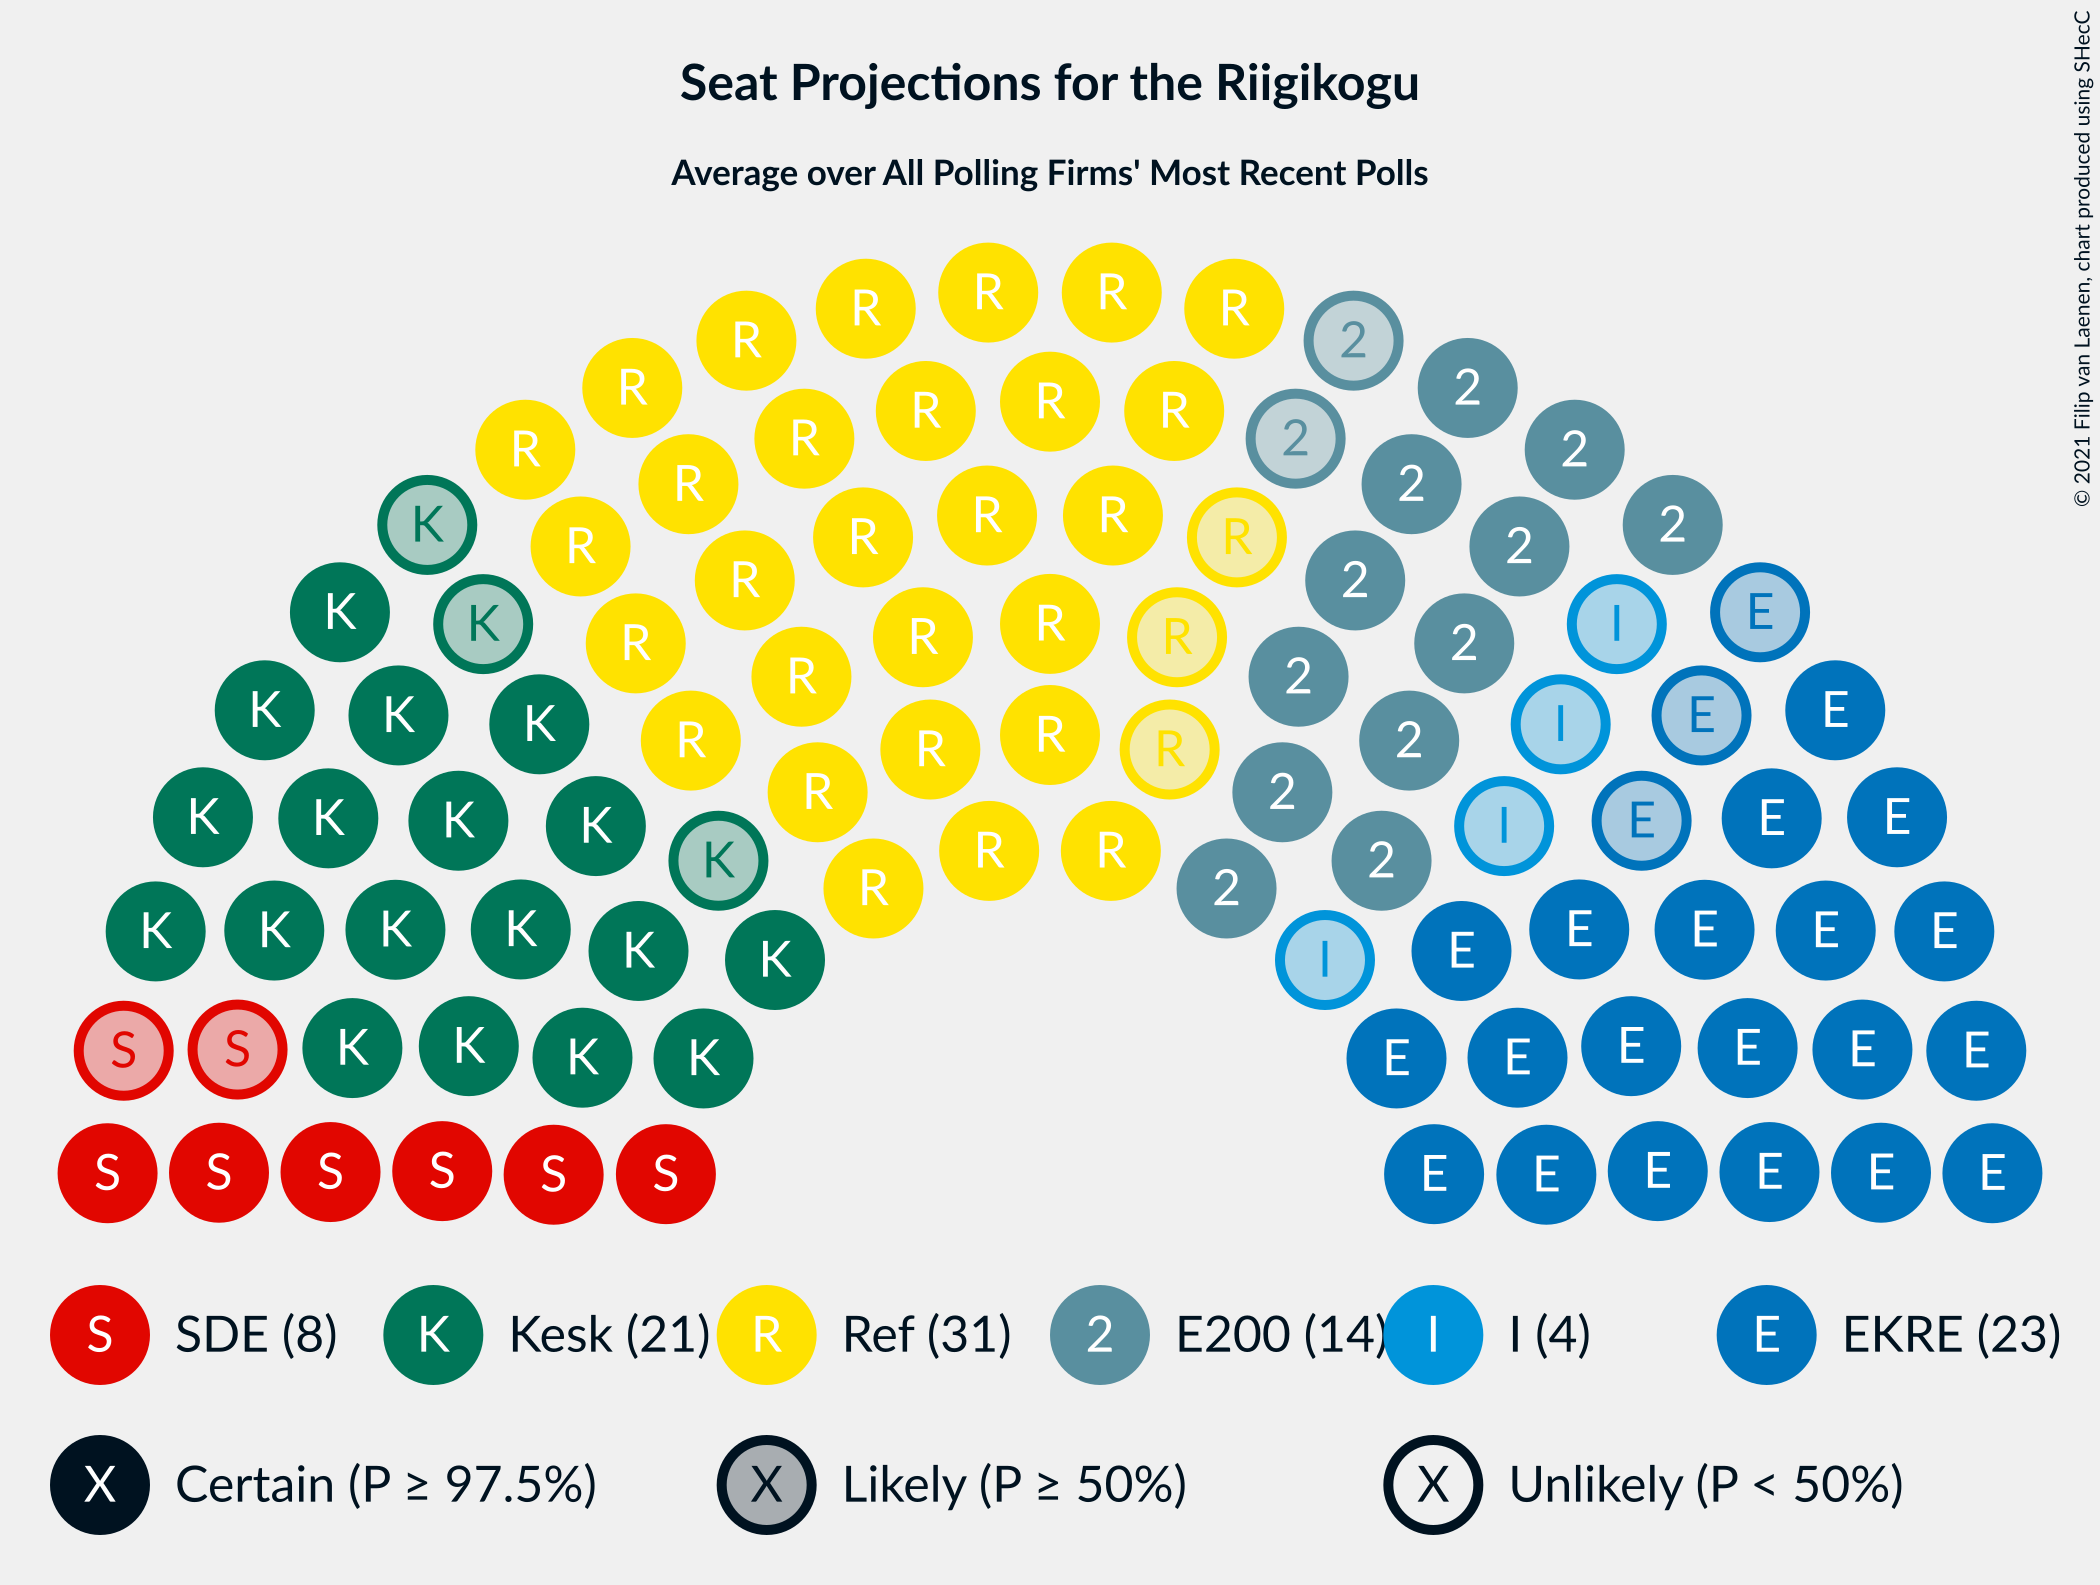 Seat Projections for the Riigikogu
Average over All Polling Firms' Most Recent Polls
© 2021 Filip van Laenen, chart produced using SHecC
R R R R
R R 2
R R R R 2
R 2
R R 2 2
K R R R R R 2 2
R R 2
K K R R R R R 2 2 I E
K K K R R R R 2 2 I E E
K K K K K R R 2 2 I E E E
K K K K K K R R R 2 I E E E E E
S S K K K K E E E E E E
S S S S S S E E E E E E
S SDE (8) K Kesk (21) R Ref (31) 2 E200 (14) I I (4) E EKRE (23)
X Certain (P ≥ 97.5%) X Likely (P ≥ 50%) X Unlikely (P < 50%)